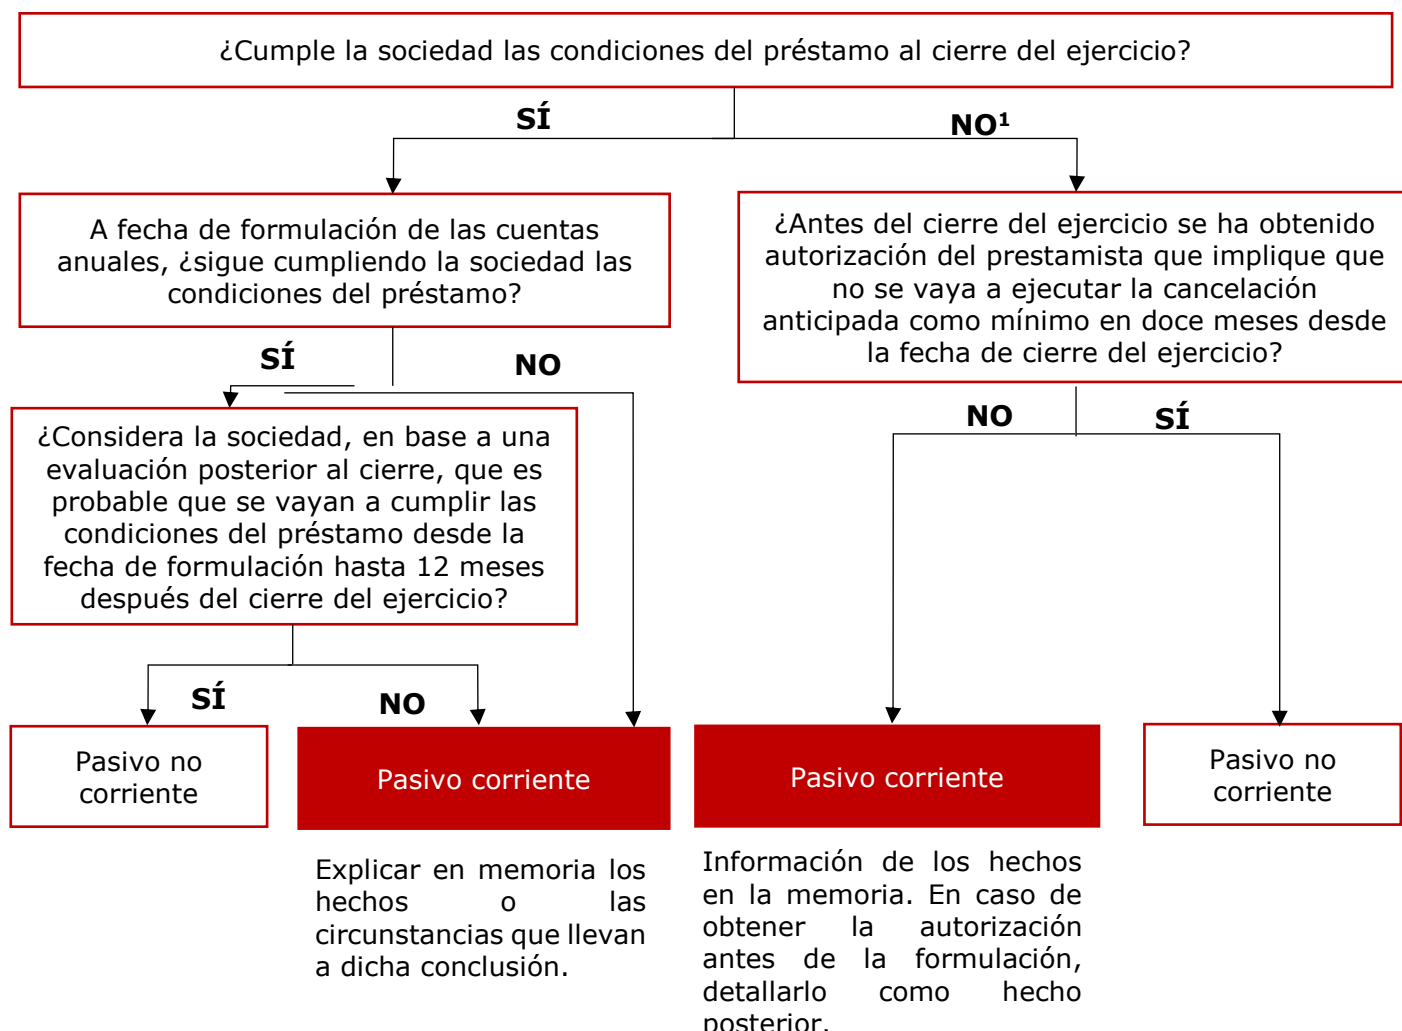 ¿Cumple la sociedad las condiciones del préstamo al cierre del ejercicio?
SÍ
NO¹
A fecha de formulación de las cuentas
anuales, ¿sigue cumpliendo la sociedad las
condiciones del préstamo?
¿Antes del cierre del ejercicio se ha obtenido
autorización del prestamista que implique que
no se vaya a ejecutar la cancelación
anticipada como mínimo en doce meses desde
la fecha de cierre del ejercicio?
SÍ
NO
NO
SÍ
¿Considera la sociedad, en base a una
evaluación posterior al cierre, que es
probable que se vayan a cumplir las
condiciones del préstamo desde la
fecha de formulación hasta 12 meses
después del cierre del ejercicio?
SÍ
NO
Pasivo no
corriente
Pasivo corriente
Pasivo corriente
Pasivo no
corriente
Explicar en memoria los
hechos o las
circunstancias que llevan
a dicha conclusión.
Información de los hechos
en la memoria. En caso de
obtener la autorización
antes de la formulación,
detallarlo como hecho
posterior.